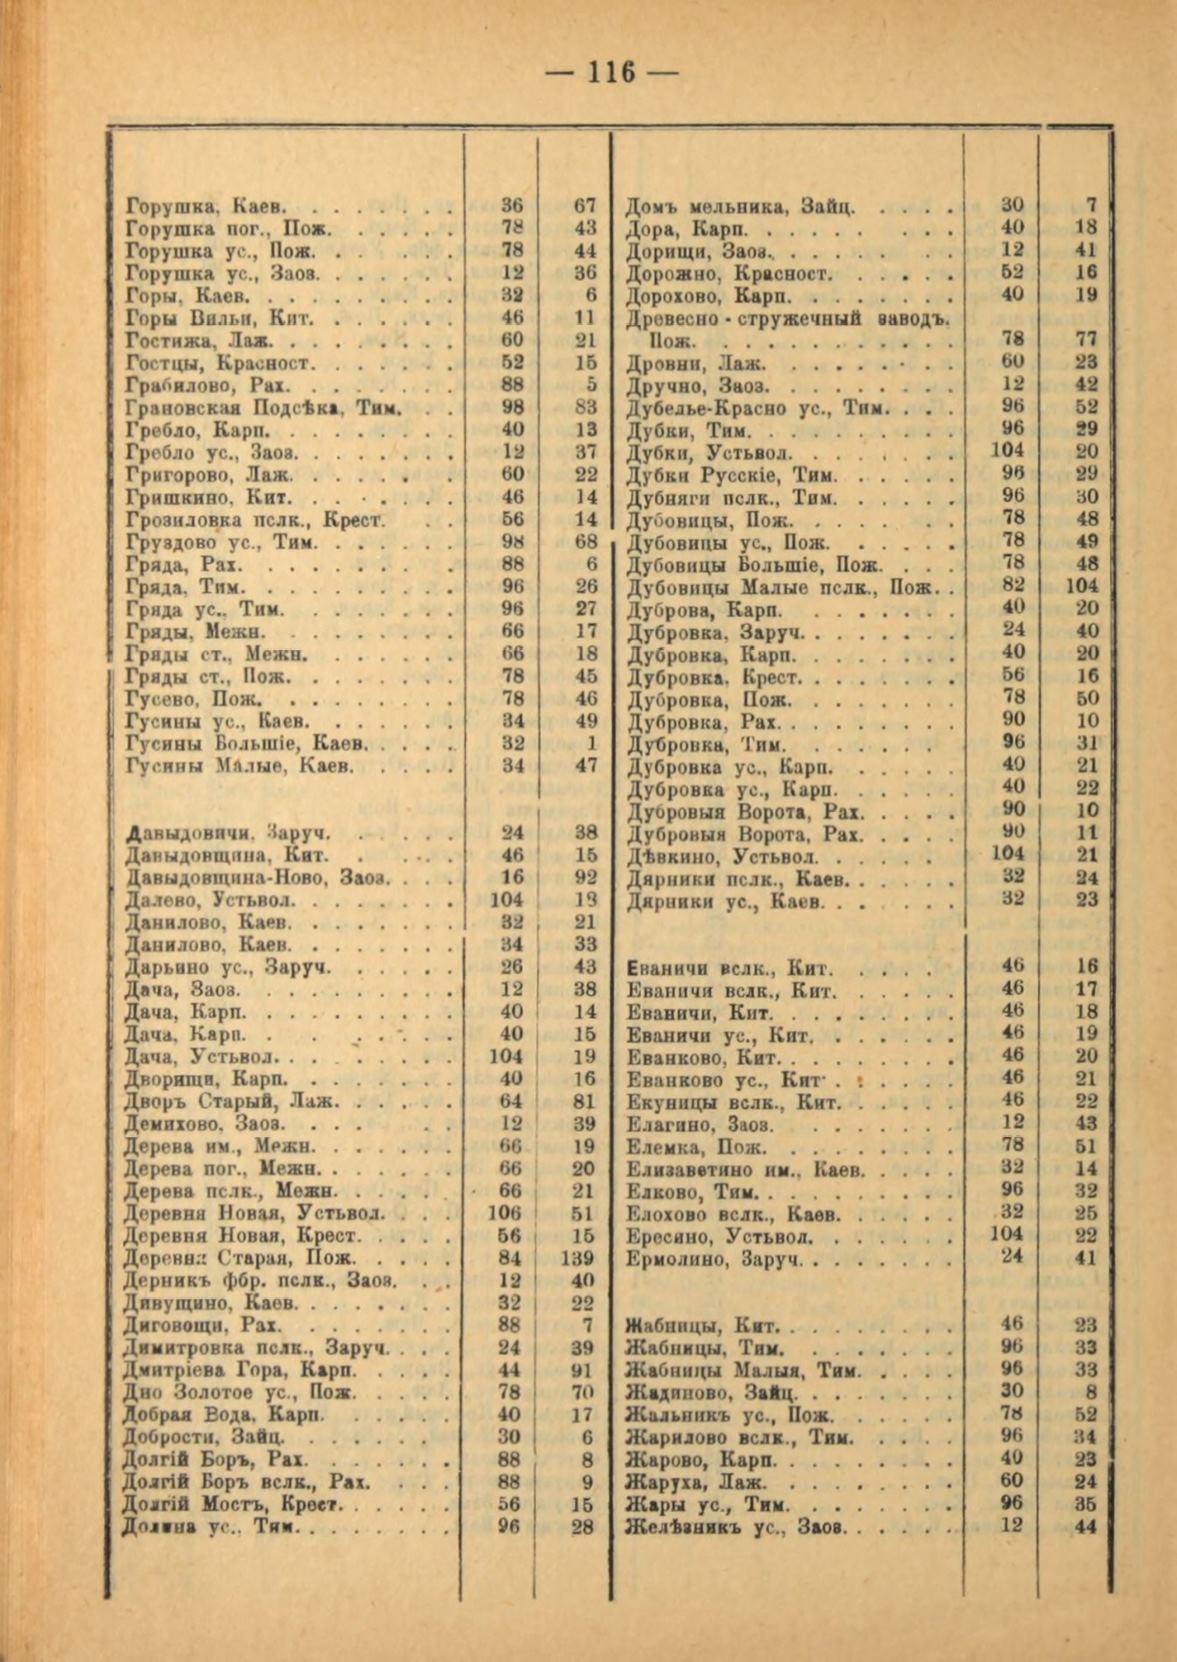 — 116 —
Горушка, Каев. 36 67
Горушка пог., Пож. 78 43
Горушка ус., Пож. 78 44
Горушка ус., Заоз. 12 36
Горы, Каев. 32 6
Горы Вильи, Кит. 46 11
Гостижа, Лаж. 60 21
Гостцы, Красност. 52 15
Грабилово, Рах. 88 5
Грановская Подсѣка, Тим. 98 83
Гребло, Карп. 40 13
Гребло ус., Заоз. 12 37
Григорово, Лаж. 60 22
Гришкино, Кит. 46 14
Грозиловка пслк., Крест. 56 14
Груздово ус., Тим. 98 68
Гряда, Рах. 88 6
Гряда, Тим. 96 26
Гряда ус., Тим. 96 27
Гряды, Межн. 66 17
Гряды ст., Межн. 66 18
Гряды ст., Пож. 78 45
Гусево, Пож. 78 46
Гусины ус., Каев. 34 49
Гусины Большіе, Каев. 32 1
Гусины Малые, Каев. 34 47
Давыдовичи, Заруч. 24 38
Давыдовщина, Кит. 46 15
Давыдовщина-Ново, Заоз. 16 92
Далево, Устьвол. 104 13
Данилово, Каев. 32 21
Данилово, Каев. 34 33
Дарьино ус., Заруч. 26 43
Дача, Заоз. 12 38
Дача, Карп. 40 14
Дача, Карп. 40 15
Дача, Устьвол. 104 19
Дворищи, Карп. 40 16
Дворъ Старый, Лаж. 64 81
Демихово, Заоз. 12 39
Дерева им., Межн. 66 19
Дерева пог., Межн. 66 20
Дерева пслк., Межн. 66 21
Деревня Новая, Устьвол. 106 51
Деревня Новая, Крест. 56 15
Деревня Старая, Пож. 84 139
Дерникъ фбр. пслк., Заоз. 12 40
Дивущино, Каев. 32 22
Диговощи, Рах. 88 7
Димитровка пслк., Заруч. 24 39
Дмитріева Гора, Карп. 44 91
Дно Золотое ус., Пож. 78 70
Добрая Вода, Карп. 40 17
Добрости, Зайц. 30 6
Долгій Боръ, Рах. 88 8
Долгій Боръ вслк., Рах. 88 9
Долгій Мостъ, Крест. 56 15
Долина ус., Тим. 96 28
Домъ мельника, Зайц. 30 7
Дора, Карп. 40 18
Дорищи, Заоз. 12 41
Дорожно, Красност. 52 16
Дорохово, Карп. 40 19
Древесно - стружечный заводъ,
Пож. 78 77
Дровни, Лаж. 60 23
Дручно, Заоз. 12 42
Дубелье-Красно ус., Тим. 96 52
Дубки, Тим. 96 29
Дубки, Устьвол. 104 20
Дубки Русскіе, Тим. 96 29
Дубняги пслк., Тим. 96 30
Дубовицы, Пож. 78 48
Дубовицы ус., Пож. 78 49
Дубовицы Большіе, Пож. 78 48
Дубовицы Малые пслк., Пож. 82 104
Дуброва, Карп. 40 20
Дубровка, Заруч. 24 40
Дубровка, Карп. 40 20
Дубровка, Крест. 56 16
Дубровка, Пож. 78 50
Дубровка, Рах. 90 10
Дубровка, Тим. 96 31
Дубровка ус., Карп. 40 21
Дубровка ус., Карп. 40 22
Дубровыя Ворота, Рах. 90 10
Дубровыя Ворота, Рах. 90 11
Дѣвкино, Устьвол. 104 21
Дярники пслк., Каев. 32 24
Дярники ус., Каев. 32 23
Еваничи вслк., Кит. 46 16
Еваничи вслк., Кит. 46 17
Еваничи, Кит. 46 18
Еваничи ус., Кит. 46 19
Еванково, Кит. 46 20
Еванково ус., Кит. 46 21
Екуницы вслк., Кит. 46 22
Елагино, Заоз. 12 43
Елемка, Пож. 78 51
Елизаветино им., Каев. 32 14
Елково, Тим. 96 32
Елохово вслк., Каев. 32 25
Ересино, Устьвол. 104 22
Ермолино, Заруч. 24 41
Жабницы, Кит. 46 23
Жабницы, Тим. 96 33
Жабницы Малыя, Тим. 96 33
Жадиново, Зайц. 30 8
Жальникъ ус., Пож. 78 52
Жарилово вслк., Тим. 96 34
Жарово, Карп. 40 23
Жаруха, Лаж. 60 24
Жары ус., Тим. 96 35
Желѣзникъ ус., Заоз. 12 44